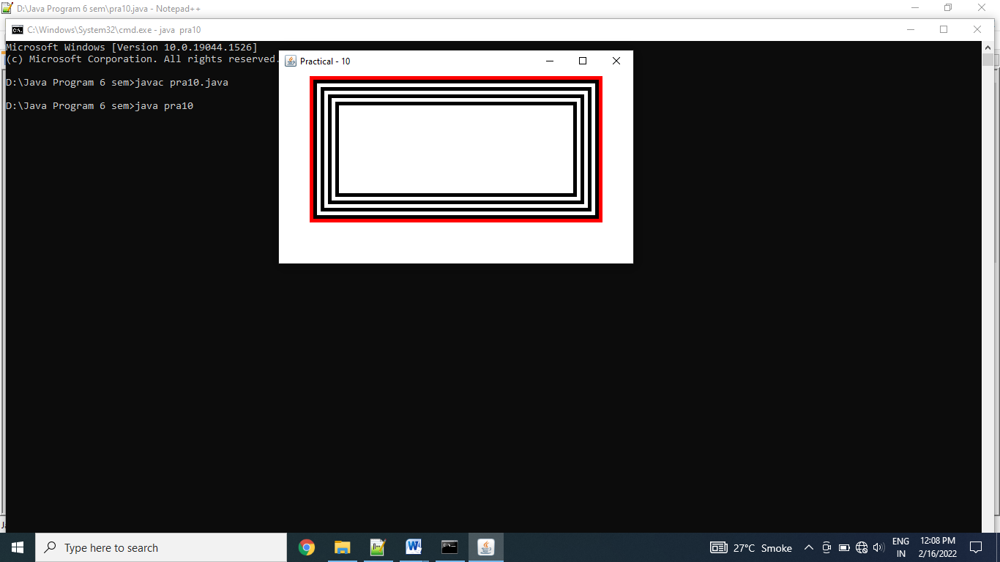 D:\Java Program 6 sem\pra10.java - Notepad++
C:\Windows\System32\cmd.exe - java  pra10
Microsoft Windows [Version 10.0.19044.1526]
(c) Microsoft Corporation. All rights reserved.
Practical - 10
D:\Java Program 6 sem>javac pra10.java
D:\Java Program 6 sem>java pra10
Type here to search
27°C Smoke
ENG
IN
12:08 PM
2/16/2022